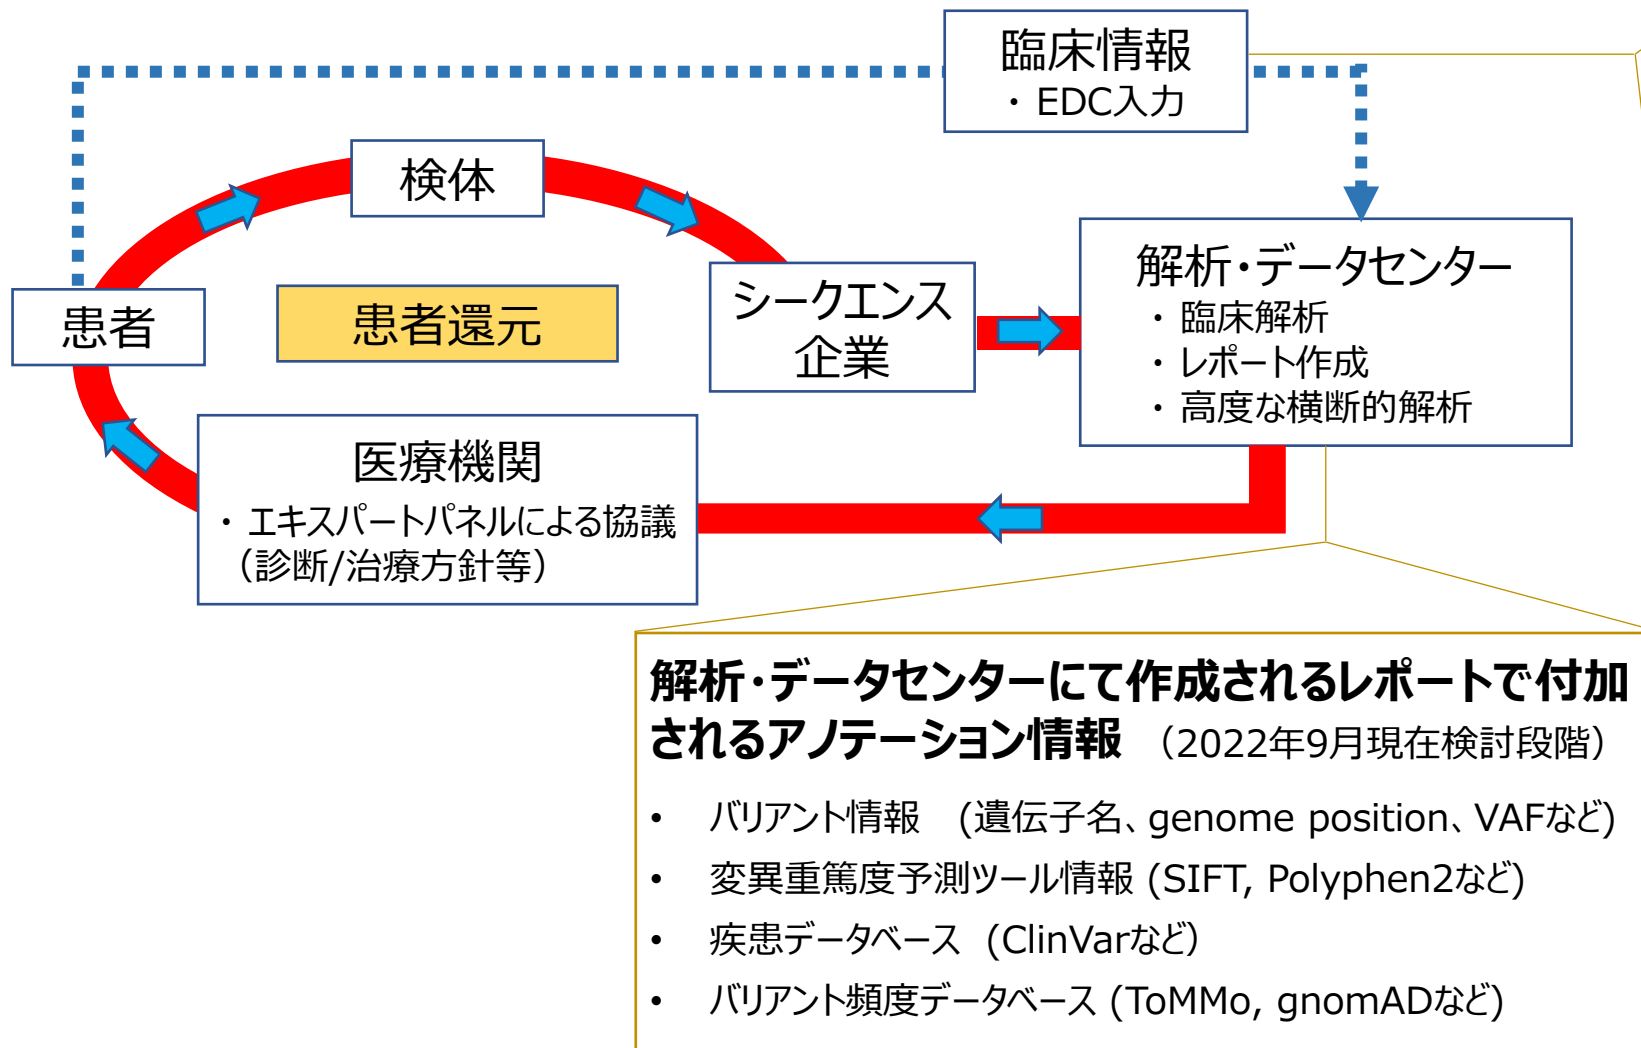 臨床情報
・ EDC入力
検体
患者
患者還元
シークエンス
企業
解析・データセンター
・ 臨床解析
・ レポート作成
・ 高度な横断的解析
医療機関
・ エキスパートパネルによる協議
（診断/治療方針等）
解析・データセンターにて作成されるレポートで付加
されるアノテーション情報 （2022年9月現在検討段階）
• バリアント情報 (遺伝子名、genome position、VAFなど)
• 変異重篤度予測ツール情報 (SIFT, Polyphen2など)
• 疾患データベース (ClinVarなど)
• バリアント頻度データベース (ToMMo, gnomADなど)